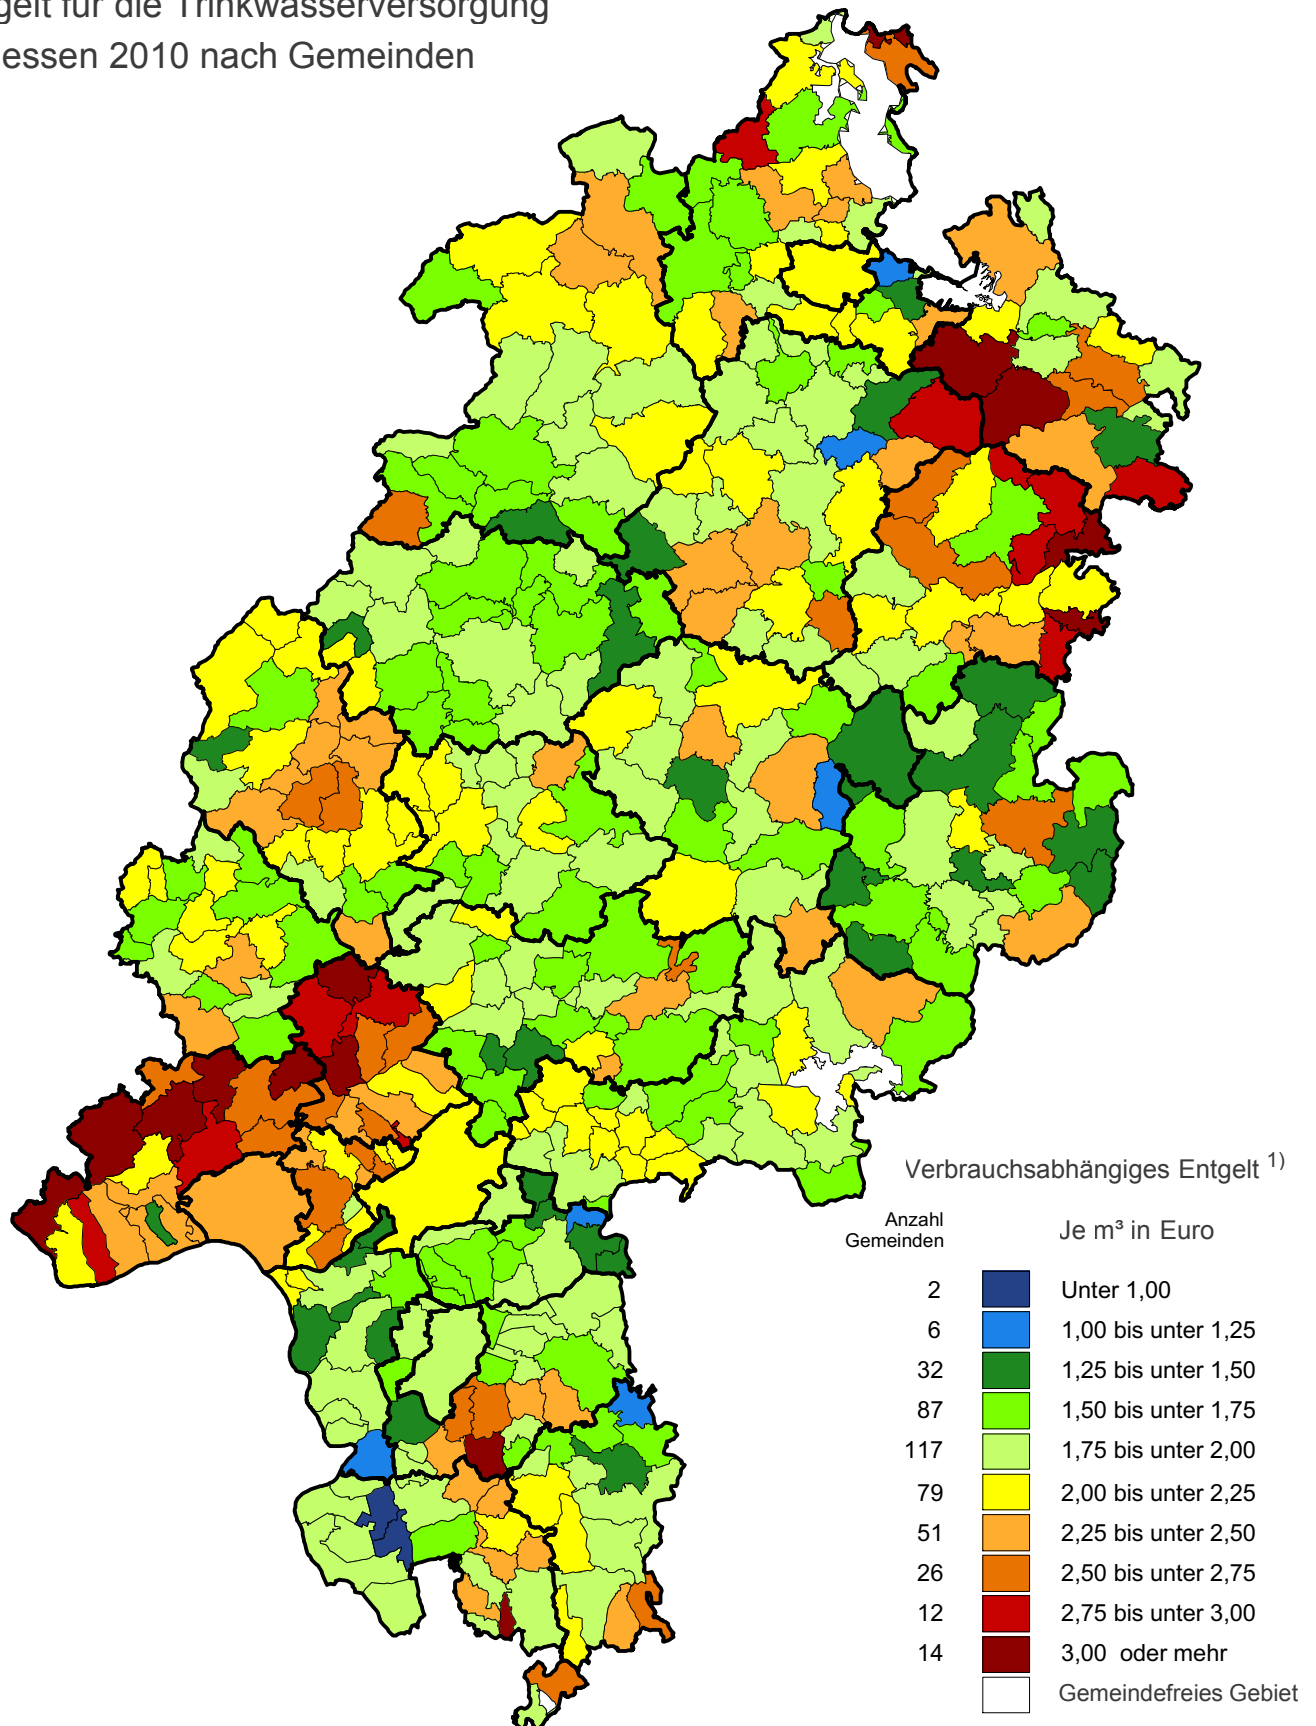 für die Trinkwasserversorgung
2010 nach Gemeinden
Verbrauchsabhängiges Entgelt 1)
Anzahl
Gemeinden
Je m³ in Euro
2 Unter 1,00
6 1,00 bis unter 1,25
32 1,25 bis unter 1,50
87 1,50 bis unter 1,75
117 1,75 bis unter 2,00
79 2,00 bis unter 2,25
51 2,25 bis unter 2,50
26 2,50 bis unter 2,75
12 2,75 bis unter 3,00
14 3,00 oder mehr
Gemeindefreies Gebiet